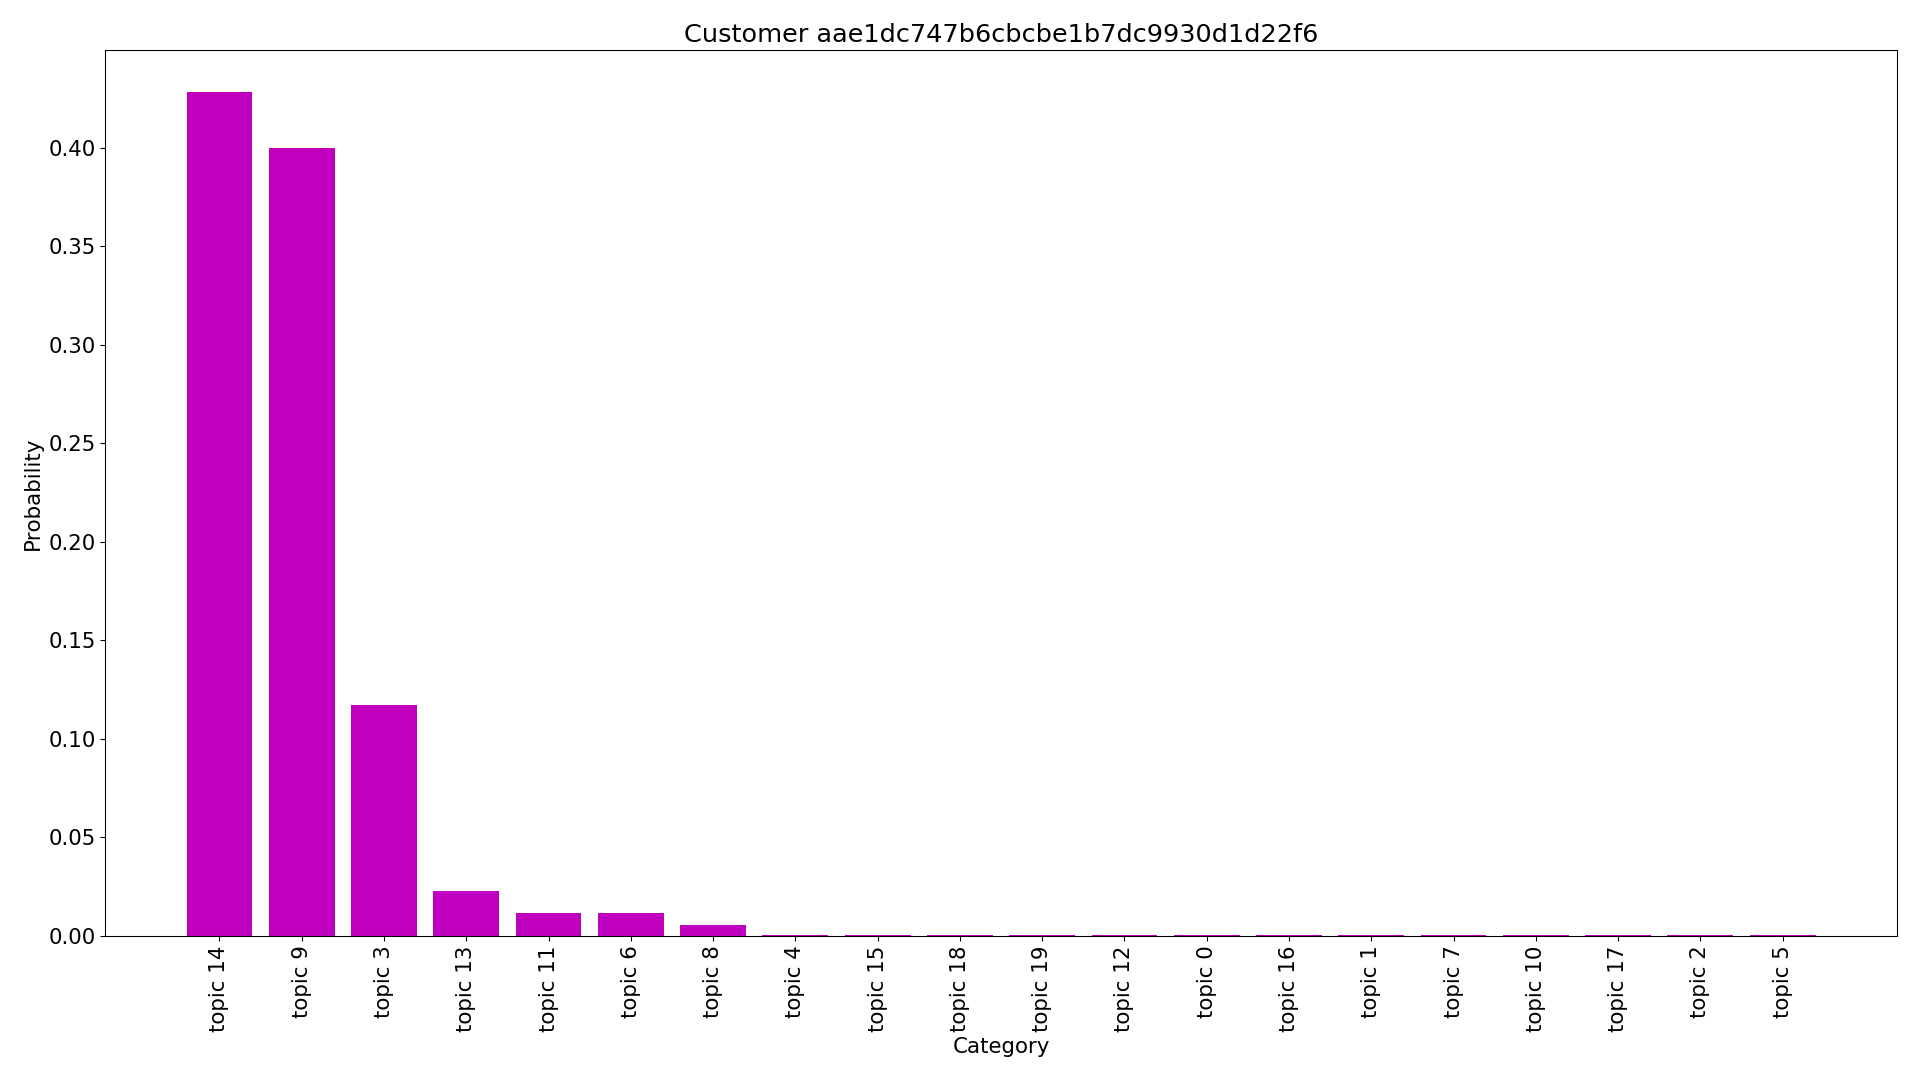 Customer aae1dc747b6cbcbe1b7dc9930d1d22f6
Probability
0.40
0.35
0.30
0.25
0.20
0.15
0.10
0.05
0.00
topic 14
topic 9
topic 3
topic 13
topic 11
topic 6
topic 8
topic 4
topic 15
topic 18
topic 19
topic 12
topic 0
topic 16
topic 1
topic 7
topic 10
topic 17
topic 2
topic 5
Category